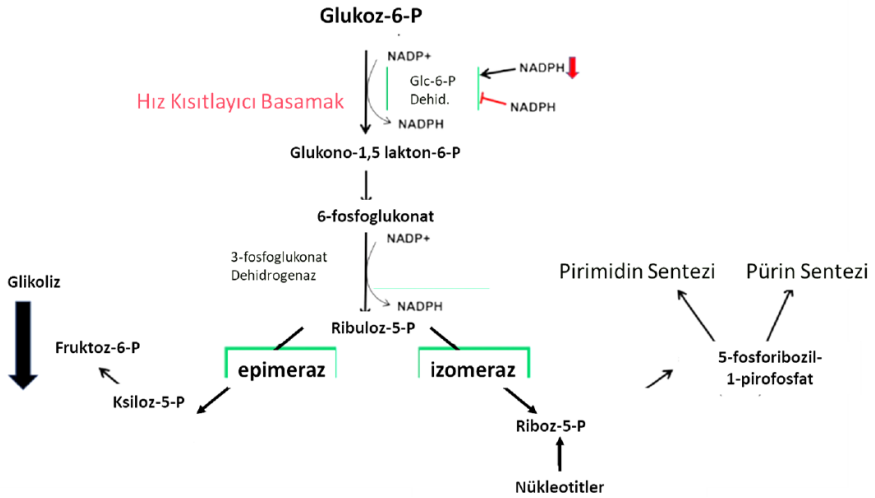 Glukoz-6-P
NADP+
Glc-6-P
Dehid.
NADPH
NADPH
Hız Kısıtlayıcı Basamak
NADPH
Glukono-1,5 lakton-6-P
6-fosfoglukonat
NADP+
3-fosfoglukonat
Dehidrogenaz
NADPH
Ribuloz-5-P
Glikoliz
Fruktoz-6-P
epimeraz
izomeraz
Ksiloz-5-P
Riboz-5-P
Nükleotitler
Pirimidin Sentezi
Pürin Sentezi
5-fosforibozil-
1-pirofosfat